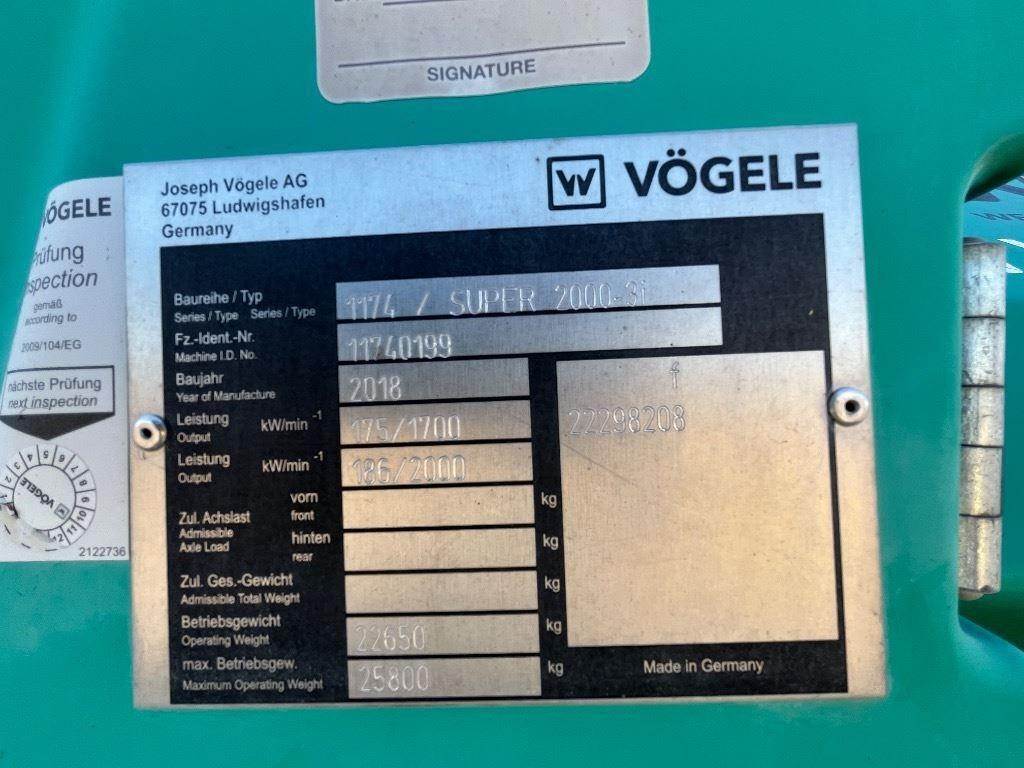 SIGNATURE
Joseph Vögele AG
67075 Ludwigshafen
Germany
W VÖGELE
Baureihe / Typ
Series / Type Series / Type
1174 / SUPER 2000-3i
Fz.-Ident.-Nr.
Machine I.D. No.
11740199
Baujahr
Year of Manufacture
2018
f
Leistung kW/min -1
Output
175/1700
22298208
Leistung kW/min -1
Output
186/2000
Zul. Achslast
Admissible
Axle Load
vorn
front
kg
hinten
rear
kg
Zul. Ges.-Gewicht
Admissible Total Weight
kg
Betriebsgewicht
Operating Weight
22650 kg
max. Betriebsgew.
Maximum Operating Weight
25800 kg
Made in Germany
VÖGELE
Prüfung
inspection
gemäß
according to
2009/104/EG
nächste Prüfung
next inspection
VÖGELE
2122736